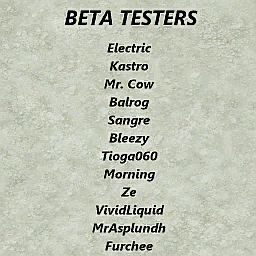 BETA TESTERS
Electric
Kastro
Mr. Cow
Balrog
Sangre
Bleezy
Tioga060
Morning
Ze
VividLiquid
MrAsplundh
Furchee